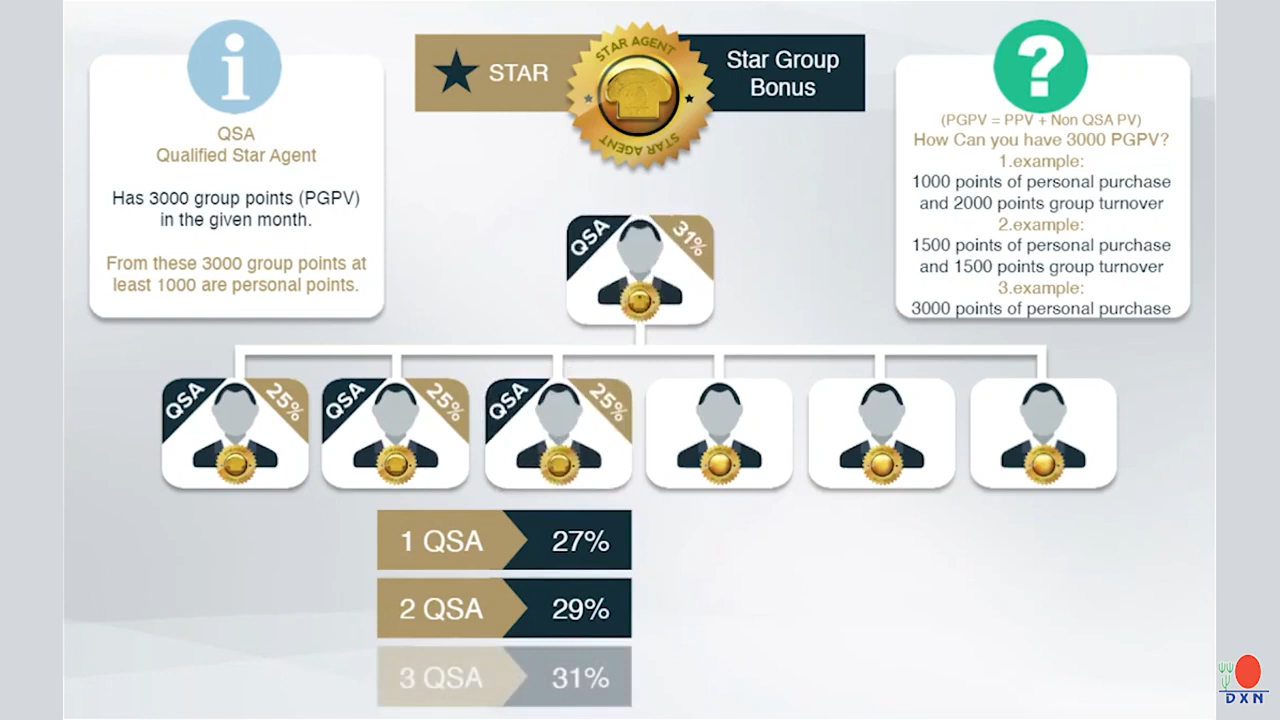 QSA
Qualified Star Agent
Has 3000 group points (PGPV)
in the given month.
From these 3000 group points at
least 1000 are personal points.
STAR
STAR AGENT
STAR AGENT
Star Group
Bonus
(PGPV = PPV + Non QSA PV)
How Can you have 3000 PGPV?
1.example:
1000 points of personal purchase
and 2000 points group turnover
2.example:
1500 points of personal purchase
and 1500 points group turnover
3.example:
3000 points of personal purchase
QSA 31%
QSA 25%
QSA 25%
QSA 25%
1 QSA 27%
2 QSA 29%
3 QSA 31%
DXN